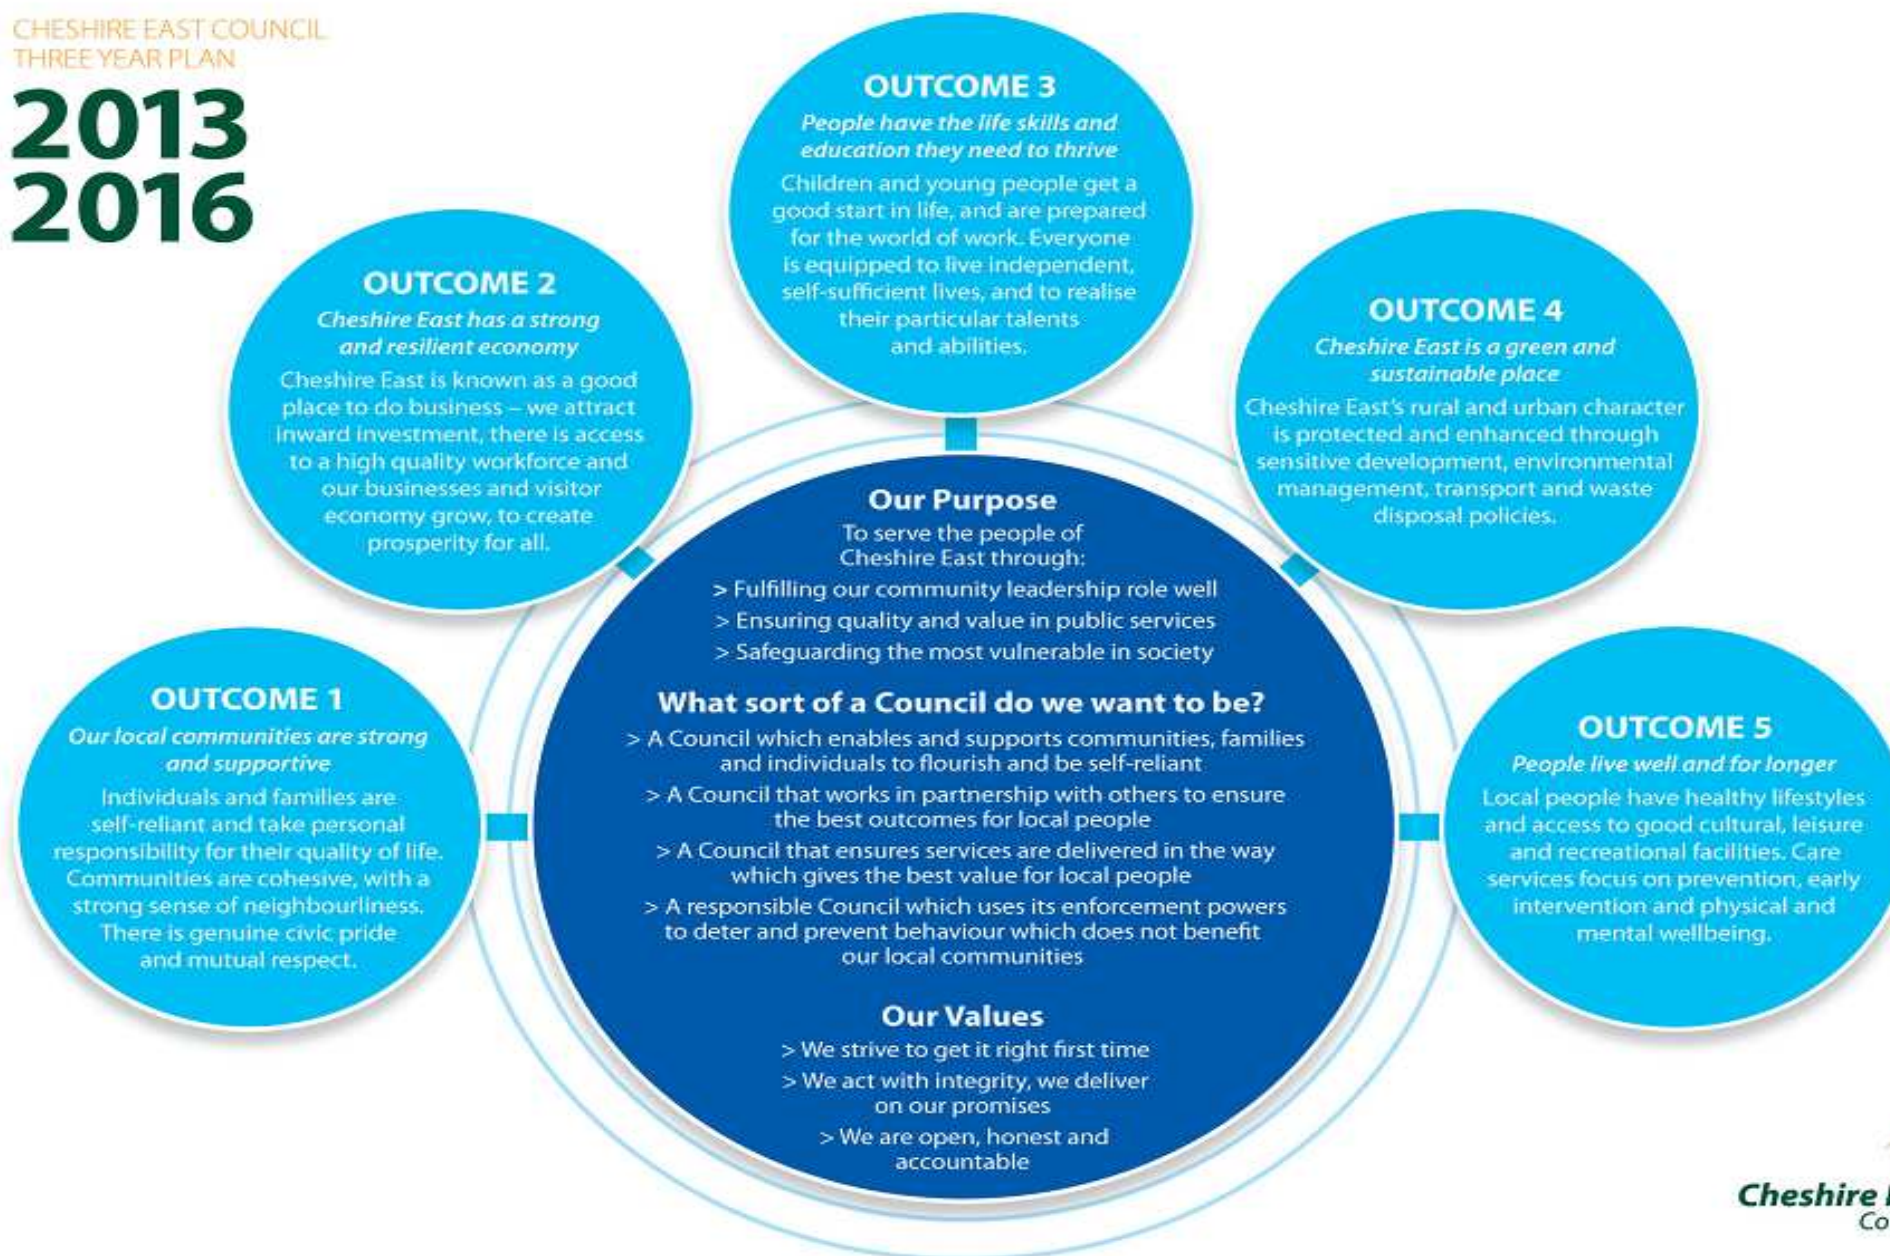 CHESHIRE EAST COUNCIL
THREE YEAR PLAN
2013
2016
OUTCOME 1
Our local communities are strong
and supportive
Individuals and families are
self-reliant and take personal
responsibility for their quality of life.
Communities are cohesive, with a
strong sense of neighbourliness.
There is genuine civic pride
and mutual respect.
OUTCOME 2
Cheshire East has a strong
and resilient economy
Cheshire East is known as a good
place to do business – we attract
inward investment, there is access
to a high quality workforce and
our businesses and visitor
economy grow, to create
prosperity for all.
OUTCOME 3
People have the life skills and
education they need to thrive
Children and young people get a
good start in life, and are prepared
for the world of work. Everyone
is equipped to live independent,
self-sufficient lives, and to realise
their particular talents
and abilities.
OUTCOME 4
Cheshire East is a green and
sustainable place
Cheshire East's rural and urban character
is protected and enhanced through
sensitive development, environmental
management, transport and waste
disposal policies.
OUTCOME 5
People live well and for longer
Local people have healthy lifestyles
and access to good cultural, leisure
and recreational facilities. Care
services focus on prevention, early
intervention and physical and
mental wellbeing.
Our Purpose
To serve the people of
Cheshire East through:
> Fulfilling our community leadership role well
> Ensuring quality and value in public services
> Safeguarding the most vulnerable in society
What sort of a Council do we want to be?
> A Council which enables and supports communities, families
and individuals to flourish and be self-reliant
> A Council that works in partnership with others to ensure
the best outcomes for local people
> A Council that ensures services are delivered in the way
which gives the best value for local people
> A responsible Council which uses its enforcement powers
to deter and prevent behaviour which does not benefit
our local communities
Our Values
> We strive to get it right first time
> We act with integrity, we deliver
on our promises
> We are open, honest and
accountable
Cheshire